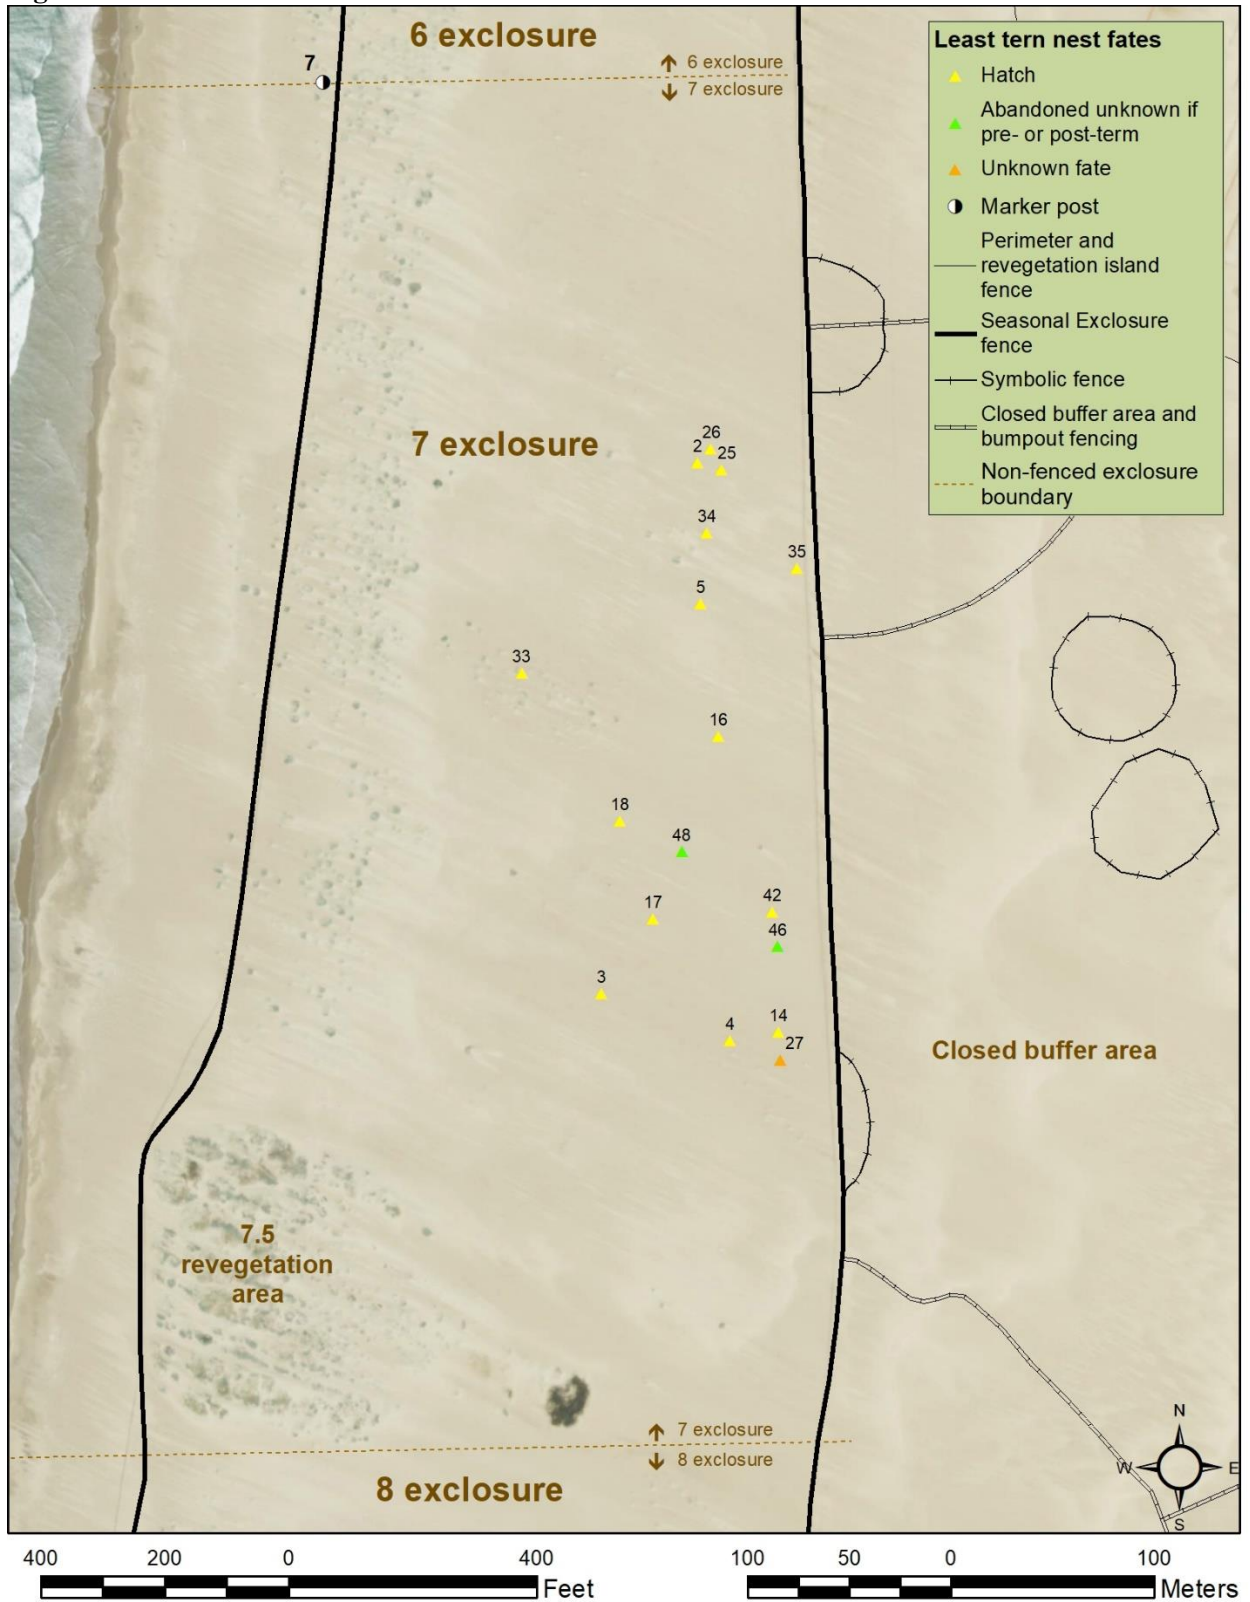 6 exclosure
7
6 exclosure
7 exclosure
Least tern nest fates
Hatch
Abandoned unknown if
pre- or post-term
Unknown fate
Marker post
Perimeter and
revegetation island
fence
Seasonal Exclosure
fence
Symbolic fence
Closed buffer area and
bumpout fencing
Non-fenced exclosure
boundary
7 exclosure
26
2
25
34
35
5
33
16
18
48
17
42
46
3
14
4
27
Closed buffer area
7.5
revegetation
area
7 exclosure
8 exclosure
8 exclosure
N
W
E
S
400 200 0 400
Feet
100 50 0 100
Meters